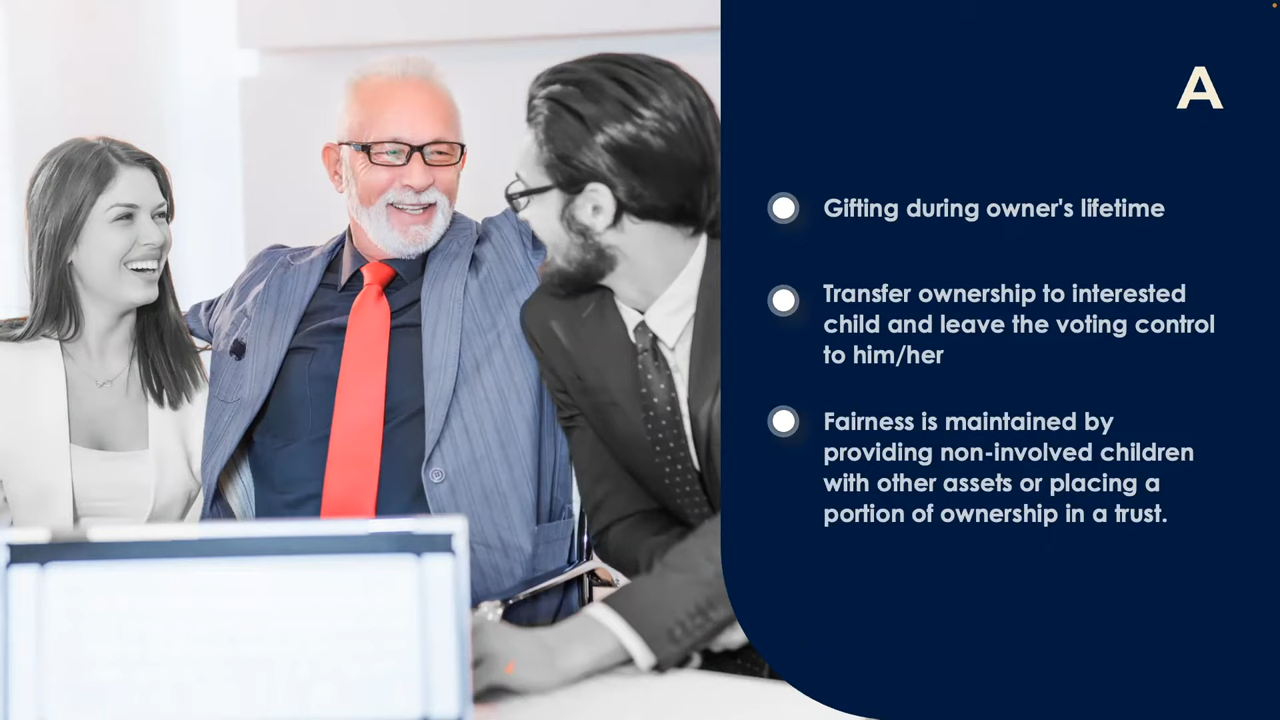 A
Gifting during owner's lifetime
Transfer ownership to interested
child and leave the voting control
to him/her
Fairness is maintained by
providing non-involved children
with other assets or placing a
portion of ownership in a trust.